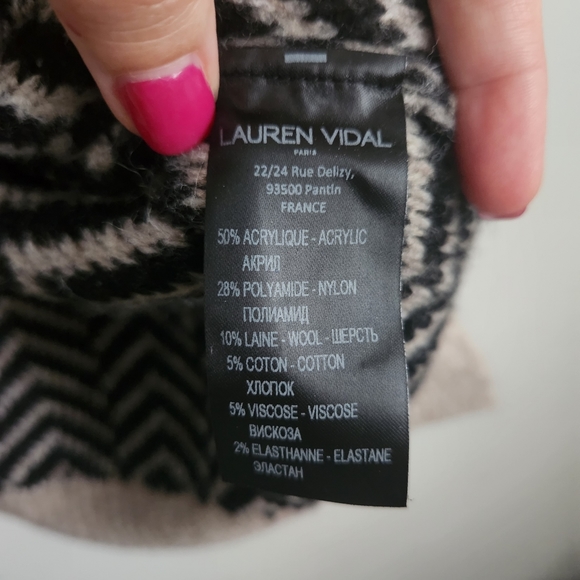 LAUREN VIDAL
PARIS
22/24 Rue Delizy,
93500 Pantin
FRANCE
50% ACRYLIQUE - ACRYLIC
АКРИЛ
28% POLYAMIDE - NYLON
ПОЛИАМИД
10% LAINE - WOOL - ШЕРСТЬ
5% COTON - COTTON
ХЛОПОК
5% VISCOSE - VISCOSE
ВИСКОЗА
2% ELASTHANNE - ELASTANE
ЭЛАСТАН